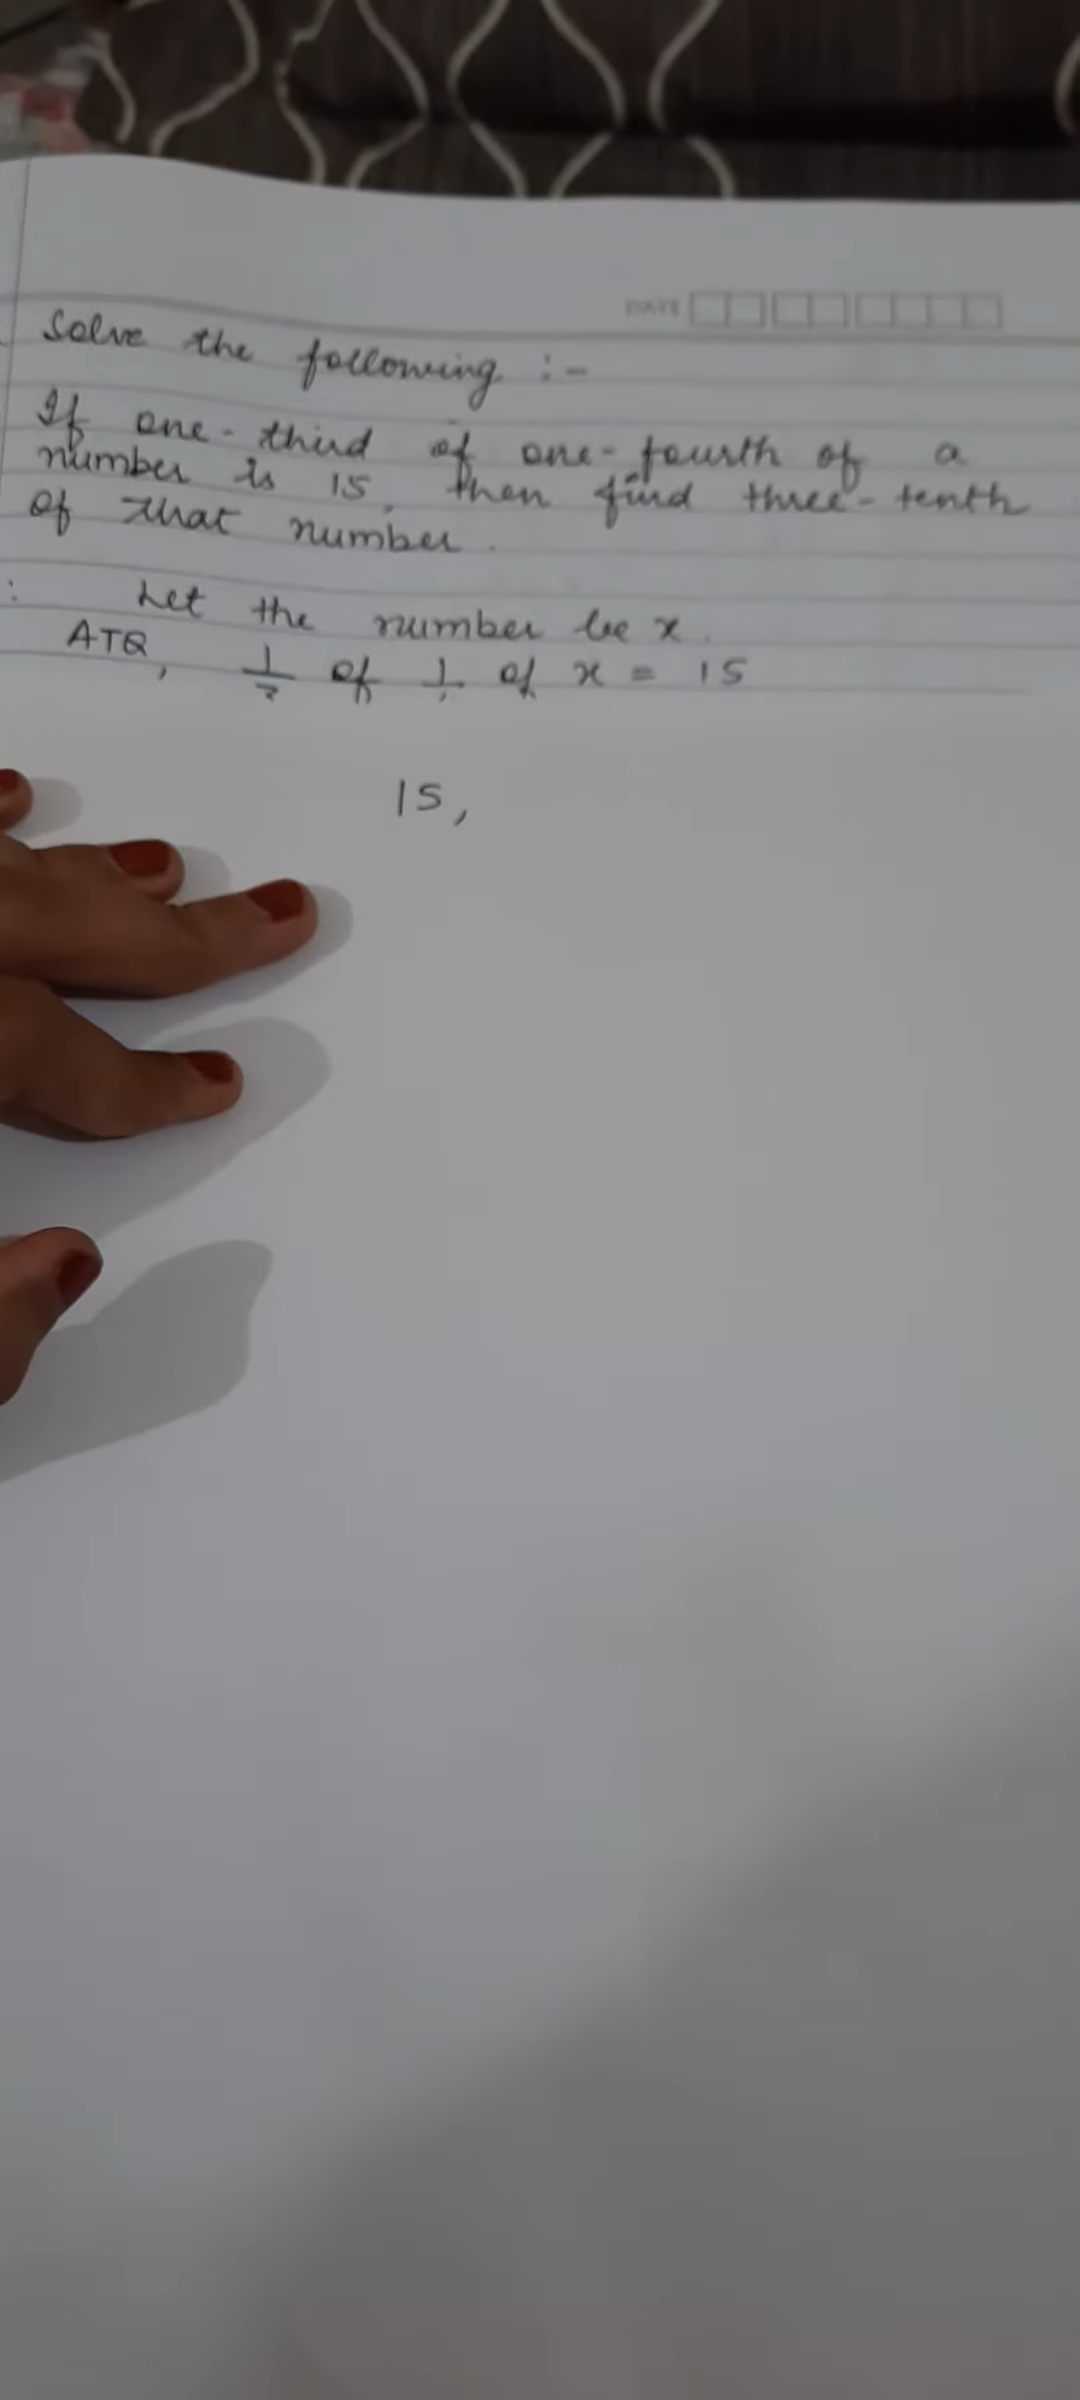 DATE
Solve the following :-
If one-third of one-fourth of a
number is 15, then find three-tenth
of that number.
: Let the number be x.
ATQ, 1/3 of 1/ of x = 15
15,